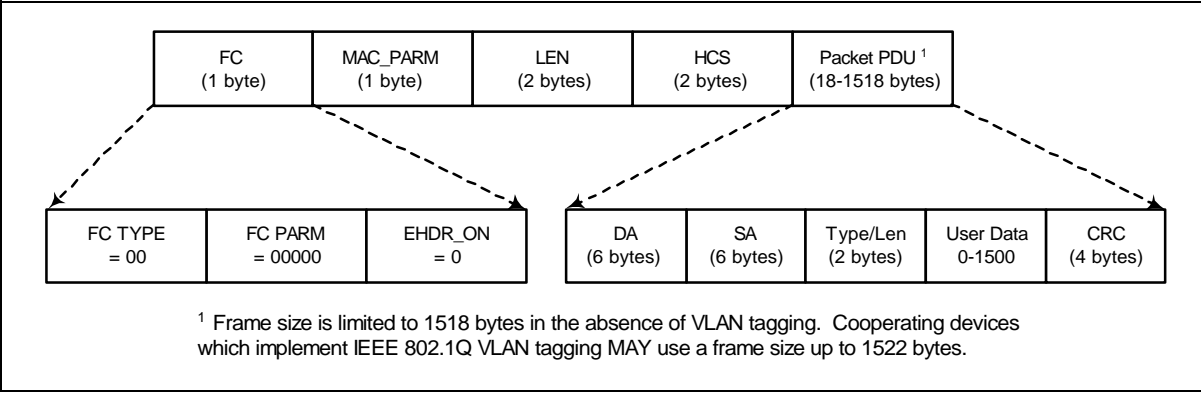 FC
(1 byte)
MAC_PARM
(1 byte)
LEN
(2 bytes)
HCS
(2 bytes)
Packet PDU 1
(18-1518 bytes)
FC TYPE
= 00
FC PARM
= 00000
EHDR_ON
= 0
DA
(6 bytes)
SA
(6 bytes)
Type/Len
(2 bytes)
User Data
0-1500
CRC
(4 bytes)
1 Frame size is limited to 1518 bytes in the absence of VLAN tagging. Cooperating devices
which implement IEEE 802.1Q VLAN tagging MAY use a frame size up to 1522 bytes.